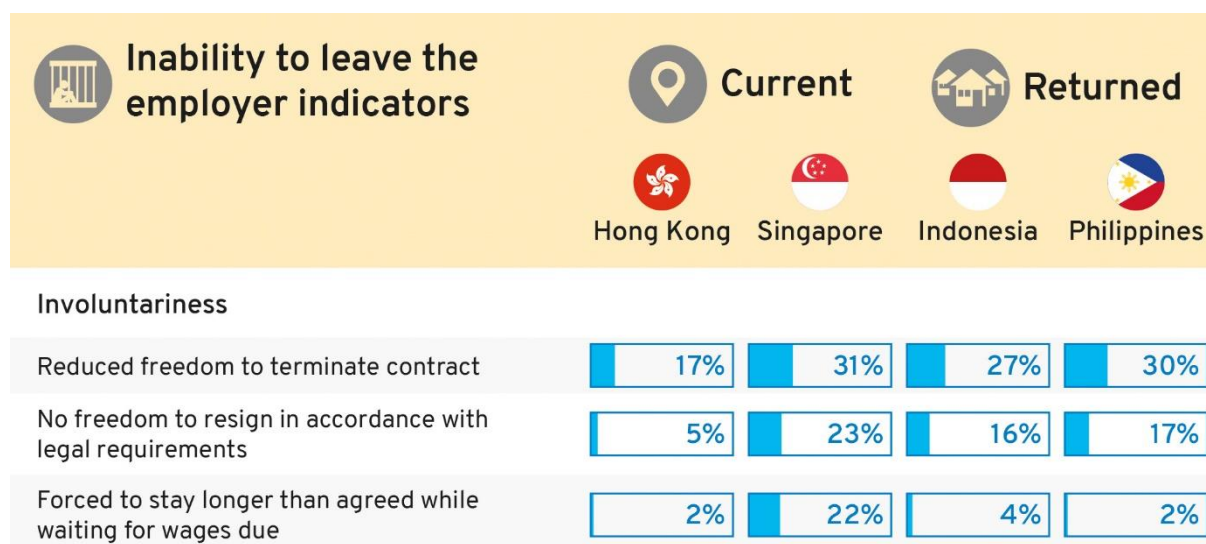 Inability to leave the
employer indicators
Current
Returned
Hong Kong
Singapore
Indonesia
Philippines
Involuntariness
Reduced freedom to terminate contract 17% 31% 27% 30%
No freedom to resign in accordance with
legal requirements 5% 23% 16% 17%
Forced to stay longer than agreed while
waiting for wages due 2% 22% 4% 2%